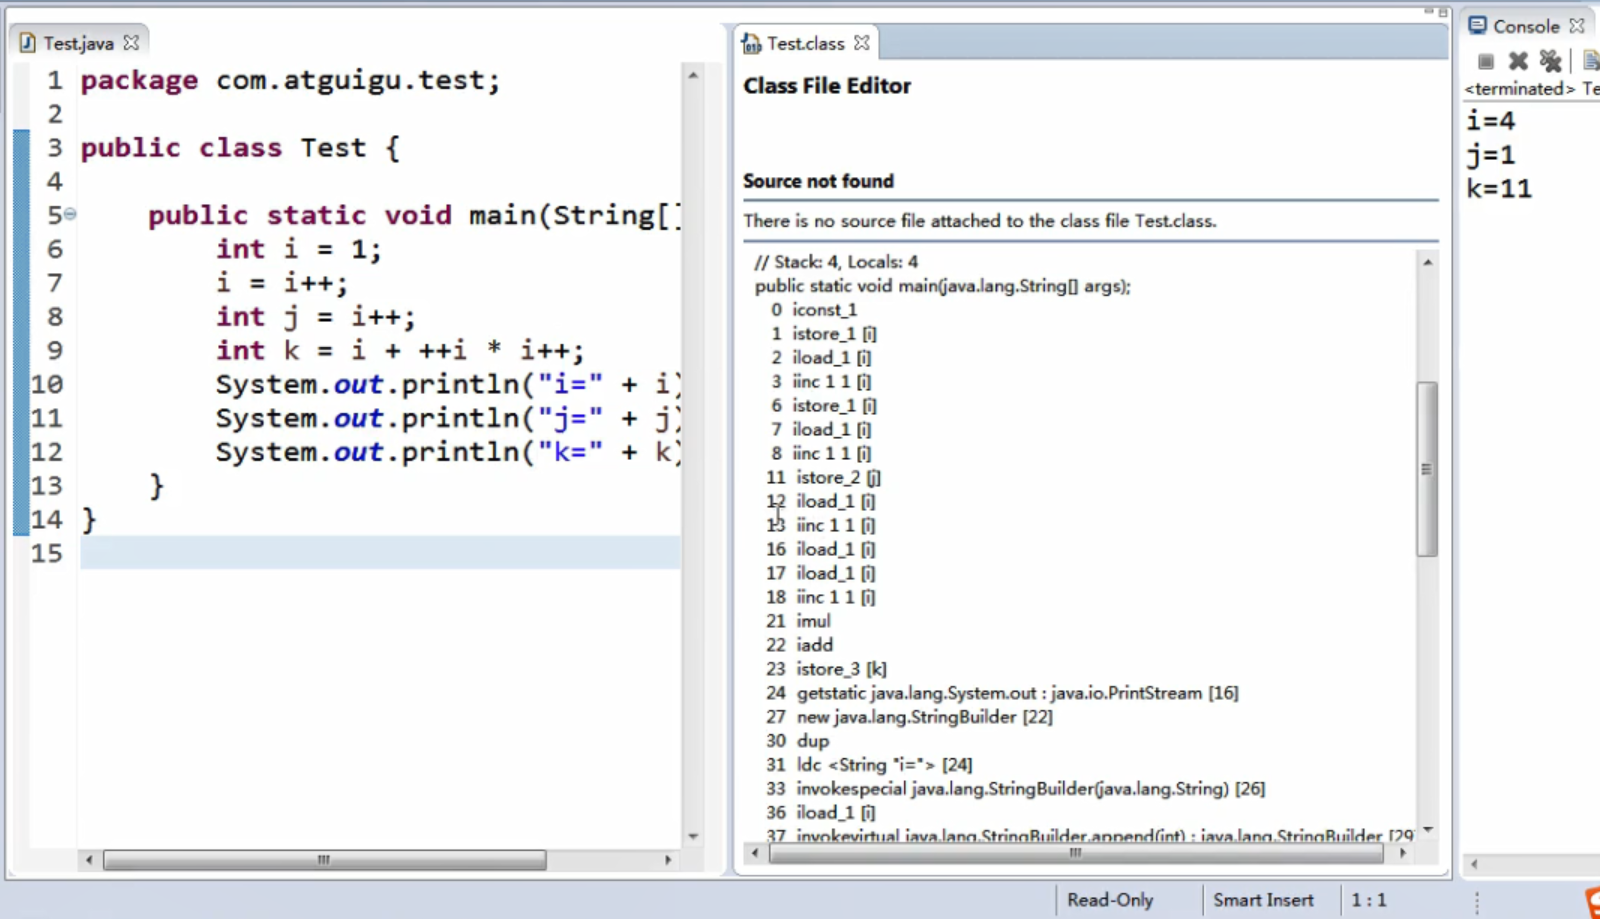 Test.java
1 package com.atguigu.test;
2
3 public class Test {
4
5 public static void main(String[]
6 int i = 1;
7 i = i++;
8 int j = i++;
9 int k = i + ++i * i++;
10 System.out.println("i=" + i)
11 System.out.println("j=" + j)
12 System.out.println("k=" + k)
13 }
14 }
15
Test.class
Class File Editor
Source not found
There is no source file attached to the class file Test.class.
// Stack: 4, Locals: 4
public static void main(java.lang.String[] args);
0 iconst_1
1 istore_1 [i]
2 iload_1 [i]
3 iinc 1 1 [i]
6 istore_1 [i]
7 iload_1 [i]
8 iinc 1 1 [i]
11 istore_2 [j]
12 iload_1 [i]
13 iinc 1 1 [i]
16 iload_1 [i]
17 iload_1 [i]
18 iinc 1 1 [i]
21 imul
22 iadd
23 istore_3 [k]
24 getstatic java.lang.System.out : java.io.PrintStream [16]
27 new java.lang.StringBuilder [22]
30 dup
31 ldc <String "i="> [24]
33 invokespecial java.lang.StringBuilder(java.lang.String) [26]
36 iload_1 [i]
37 invokevirtual java.lang.StringBuilder.append(int) : java.lang.StringBuilder [29
Console
<terminated> Te
i=4
j=1
k=11
Read-Only
Smart Insert
1 : 1